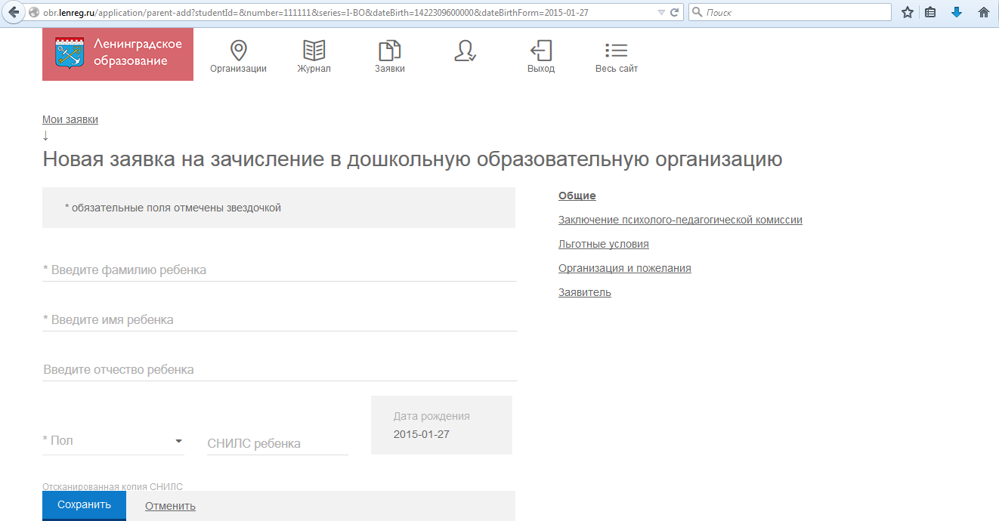 obr.lenreg.ru/application/parent-add?studentId=&number=111111&series=I-BO&dateBirth=1422309600000&dateBirthForm=2015-01-27
Поиск
Ленинградское
образование
Организации
Журнал
Заявки
Выход
Весь сайт
Мои заявки
↓
Новая заявка на зачисление в дошкольную образовательную организацию
* обязательные поля отмечены звездочкой
* Введите фамилию ребенка
* Введите имя ребенка
Введите отчество ребенка
* Пол
СНИЛС ребенка
Дата рождения
2015-01-27
Отсканированная копия СНИЛС
Сохранить
Отменить
Общие
Заключение психолого-педагогической комиссии
Льготные условия
Организация и пожелания
Заявитель